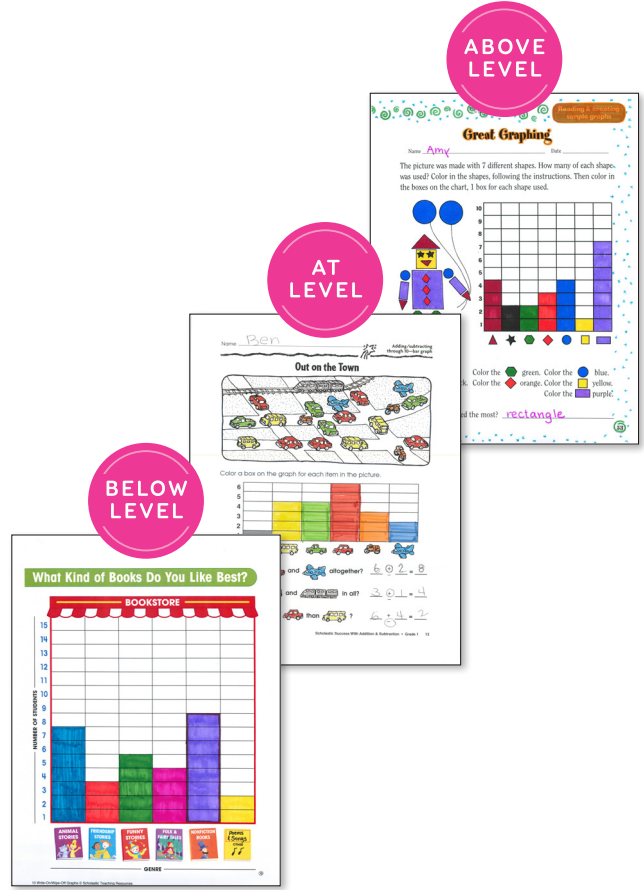 ABOVE
LEVEL
Reading & creating
simple graphs
Great Graphing
Name Amy Date
The picture was made with 7 different shapes. How many of each shape
was used? Color in the shapes, following the instructions. Then color in
the boxes on the chart, 1 box for each shape used.
10
9
8
7
6
5
4
3
2
1
Color the green. Color the blue.
k. Color the orange. Color the yellow.
Color the purple.
ed the most? rectangle
53
AT
LEVEL
Name Ben
Adding/subtracting
through 10—bar graph
Out on the Town
Color a box on the graph for each item in the picture.
6
5
4
3
2
1
and altogether? 6 + 2 = 8
and in all? 3 + 1 = 4
than ? 6 - 4 = 2
Scholastic Success With Addition & Subtraction • Grade 1 13
BELOW
LEVEL
What Kind of Books Do You Like Best?
BOOKSTORE
15
14
13
12
11
10
9
8
7
6
5
4
3
2
1
NUMBER OF STUDENTS
ANIMAL STORIES
FRIENDSHIP STORIES
FUNNY STORIES
FOLK & FAIRY TALES
NONFICTION BOOKS
Poems & Songs
GENRE
10 Write-On/Wipe-Off Graphs © Scholastic Teaching Resources